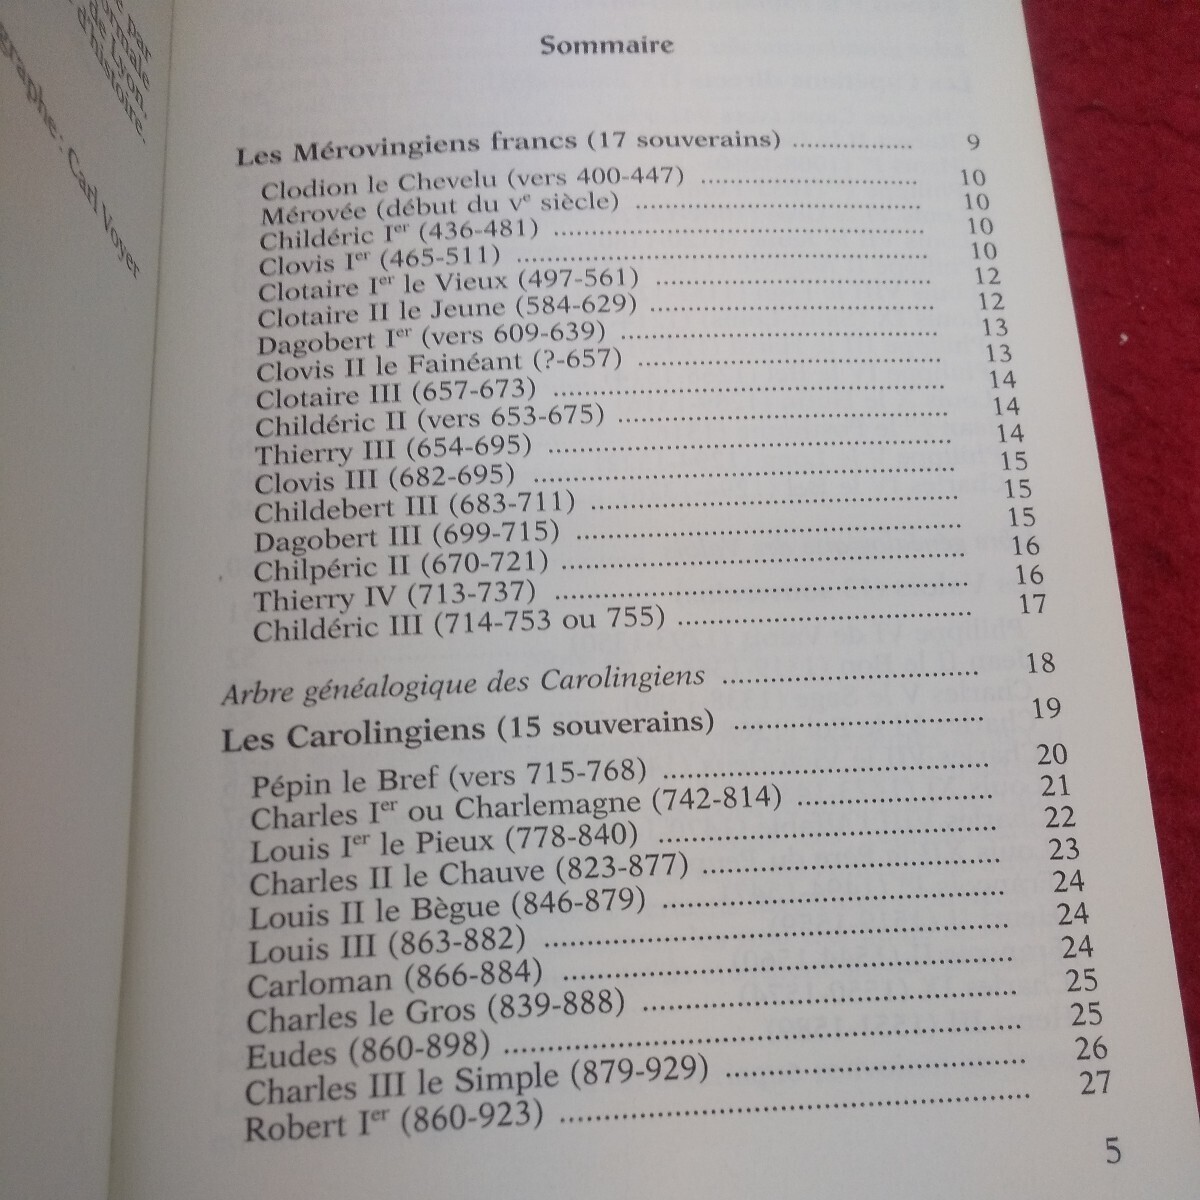 e par
ormale
de Lyon,
d'histoire.
graphe : Carl Voyer
Sommaire
Les Mérovingiens francs (17 souverains) ................. 9
Clodion le Chevelu (vers 400-447) ............................... 10
Mérovée (début du Vᵉ siècle) ........................................ 10
Childéric Iᵉʳ (436-481) .................................................... 10
Clovis Iᵉʳ (465-511) ......................................................... 10
Clotaire Iᵉʳ le Vieux (497-561) ...................................... 12
Clotaire II le Jeune (584-629) ....................................... 12
Dagobert Iᵉʳ (vers 609-639) ............................................ 13
Clovis II le Fainéant (?-657) .......................................... 13
Clotaire III (657-673) ...................................................... 14
Childéric II (vers 653-675) ............................................. 14
Thierry III (654-695) ....................................................... 14
Clovis III (682-695) ......................................................... 15
Childebert III (683-711) .................................................. 15
Dagobert III (699-715) .................................................... 15
Chilpéric II (670-721) ...................................................... 16
Thierry IV (713-737) ....................................................... 16
Childéric III (714-753 ou 755) ....................................... 17
Arbre généalogique des Carolingiens ................................ 18
Les Carolingiens (15 souverains) ............................... 19
Pépin le Bref (vers 715-768) ......................................... 20
Charles Iᵉʳ ou Charlemagne (742-814) ........................ 21
Louis Iᵉʳ le Pieux (778-840) .......................................... 22
Charles II le Chauve (823-877) ..................................... 23
Louis II le Bègue (846-879) .......................................... 24
Louis III (863-882) ......................................................... 24
Carloman (866-884) ....................................................... 24
Charles le Gros (839-888) ............................................. 25
Eudes (860-898) .............................................................. 25
Charles III le Simple (879-929) .................................... 26
Robert Iᵉʳ (860-923) ....................................................... 27
5